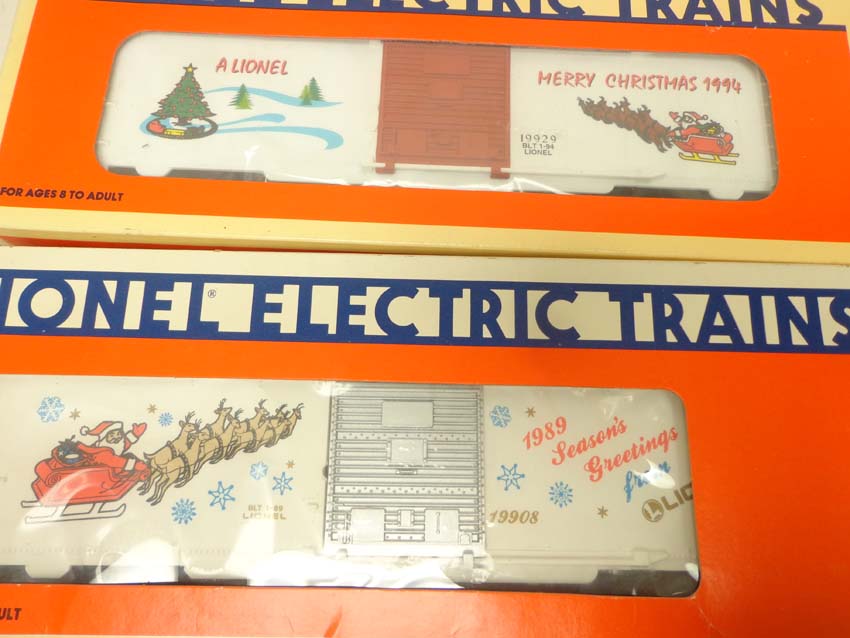 ELECTRIC TRAINS
A LIONEL
MERRY CHRISTMAS 1994
19929
BLT 1-94
LIONEL
FOR AGES 8 TO ADULT
IONEL® ELECTRIC TRAINS
1989
Season's
Greetings
from
LIO
BLT 1-89
LIONEL
19908
ULT